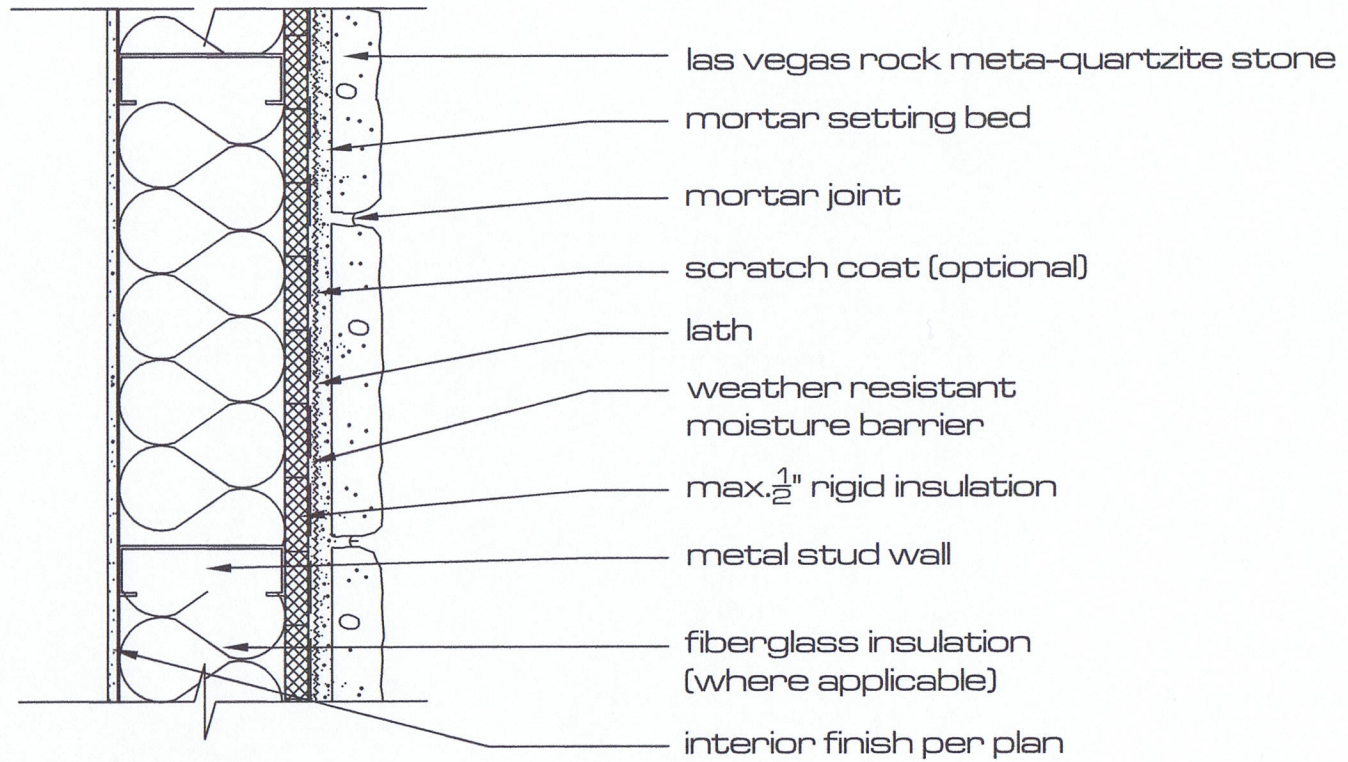 las vegas rock meta-quartzite stone
mortar setting bed
mortar joint
scratch coat (optional)
lath
weather resistant
moisture barrier
max.½" rigid insulation
metal stud wall
fiberglass insulation
(where applicable)
interior finish per plan